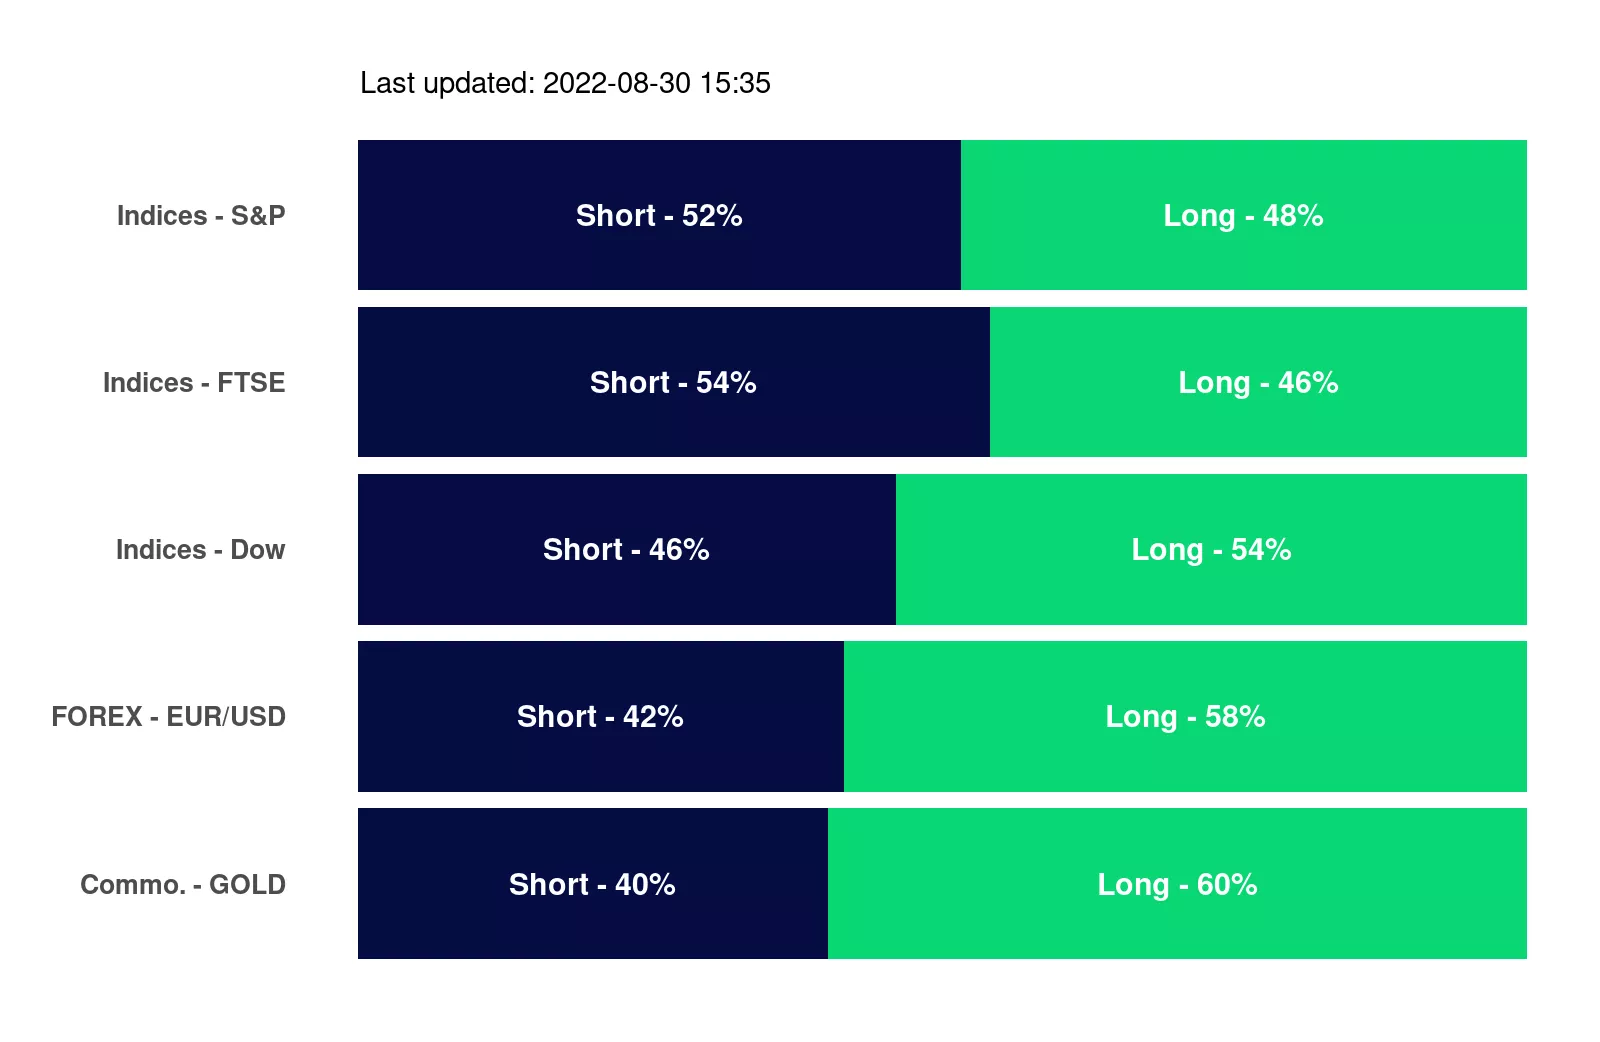 Last updated: 2022-08-30 15:35
Indices - S&P Short - 52% Long - 48%
Indices - FTSE Short - 54% Long - 46%
Indices - Dow Short - 46% Long - 54%
FOREX - EUR/USD Short - 42% Long - 58%
Commo. - GOLD Short - 40% Long - 60%